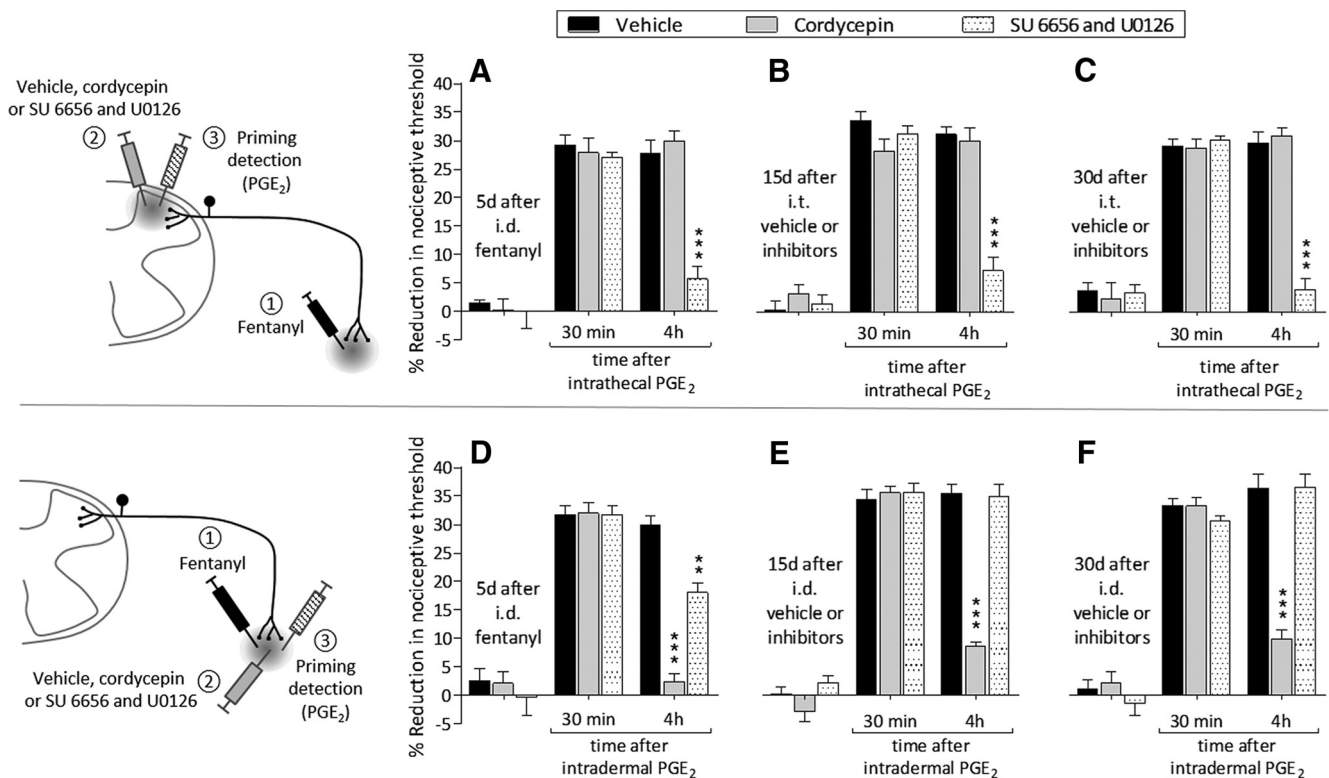 Vehicle Cordycepin SU 6656 and U0126
Vehicle, cordycepin
or SU 6656 and U0126
② ③ Priming
detection
(PGE₂)
①
Fentanyl
A
% Reduction in nociceptive threshold
40
35
30
25
20
15
10
5
0
-5
5d after
i.d.
fentanyl
***
30 min 4h
time after
intrathecal PGE₂
B
15d after
i.t.
vehicle or
inhibitors
***
30 min 4h
time after
intrathecal PGE₂
C
30d after
i.t.
vehicle or
inhibitors
***
30 min 4h
time after
intrathecal PGE₂
①
Fentanyl
③
Priming
detection
(PGE₂)
Vehicle, cordycepin ②
or SU 6656 and U0126
D
% Reduction in nociceptive threshold
40
35
30
25
20
15
10
5
0
-5
5d after
i.d.
fentanyl
***
**
30 min 4h
time after
intradermal PGE₂
E
15d after
i.d.
vehicle or
inhibitors
***
30 min 4h
time after
intradermal PGE₂
F
30d after
i.d.
vehicle or
inhibitors
***
30 min 4h
time after
intradermal PGE₂